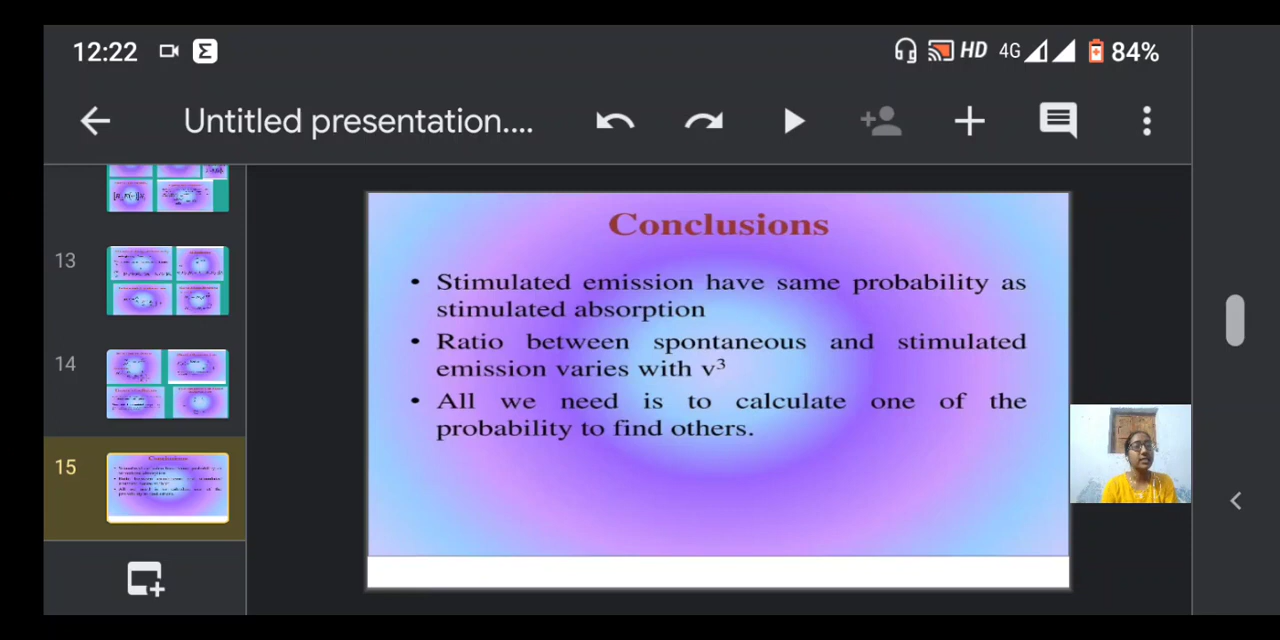 12:22 Σ HD 4G 84%
Untitled presentation....
13
14
15
Conclusions
• Stimulated emission have same probability as
stimulated absorption
• Ratio between spontaneous and stimulated
emission varies with v³
• All we need is to calculate one of the
probability to find others.
Conclusions